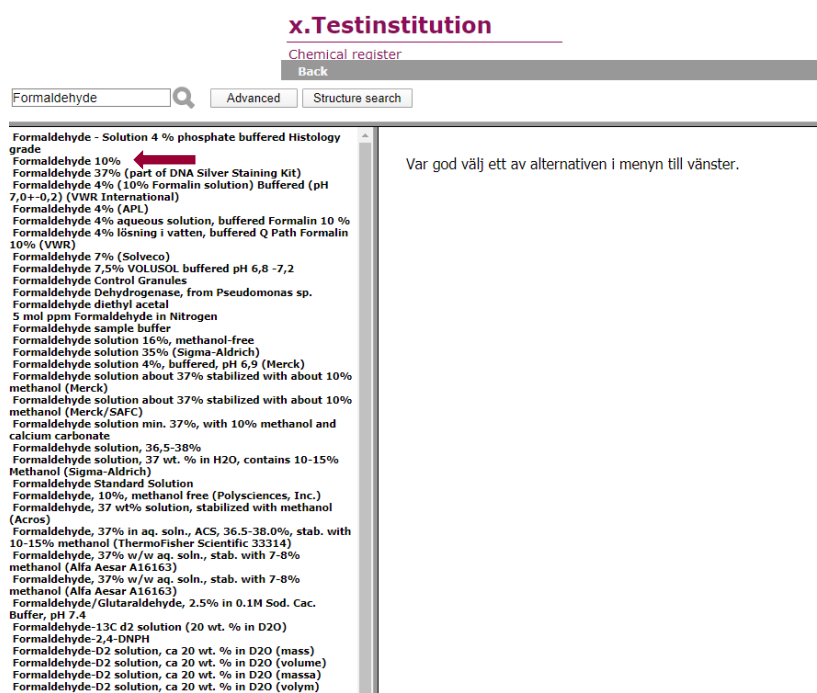 x.Testinstitution
Chemical register
Back
Formaldehyde
Advanced
Structure search
Formaldehyde - Solution 4 % phosphate buffered Histology
grade
Formaldehyde 10%
Formaldehyde 37% (part of DNA Silver Staining Kit)
Formaldehyde 4% (10% Formalin solution) Buffered (pH
7,0+-0,2) (VWR International)
Formaldehyde 4% (APL)
Formaldehyde 4% aqueous solution, buffered Formalin 10 %
Formaldehyde 4% lösning i vatten, buffered Q Path Formalin
10% (VWR)
Formaldehyde 7% (Solveco)
Formaldehyde 7,5% VOLUSOL buffered pH 6,8 -7,2
Formaldehyde Control Granules
Formaldehyde Dehydrogenase, from Pseudomonas sp.
Formaldehyde diethyl acetal
5 mol ppm Formaldehyde in Nitrogen
Formaldehyde sample buffer
Formaldehyde solution 16%, methanol-free
Formaldehyde solution 35% (Sigma-Aldrich)
Formaldehyde solution 4%, buffered, pH 6,9 (Merck)
Formaldehyde solution about 37% stabilized with about 10%
methanol (Merck)
Formaldehyde solution about 37% stabilized with about 10%
methanol (Merck/SAFC)
Formaldehyde solution min. 37%, with 10% methanol and
calcium carbonate
Formaldehyde solution, 36,5-38%
Formaldehyde solution, 37 wt. % in H2O, contains 10-15%
Methanol (Sigma-Aldrich)
Formaldehyde Standard Solution
Formaldehyde, 10%, methanol free (Polysciences, Inc.)
Formaldehyde, 37 wt% solution, stabilized with methanol
(Acros)
Formaldehyde, 37% in aq. soln., ACS, 36.5-38.0%, stab. with
10-15% methanol (ThermoFisher Scientific 33314)
Formaldehyde, 37% w/w aq. soln., stab. with 7-8%
methanol (Alfa Aesar A16163)
Formaldehyde, 37% w/w aq. soln., stab. with 7-8%
methanol (Alfa Aesar A16163)
Formaldehyde/Glutaraldehyde, 2.5% in 0.1M Sod. Cac.
Buffer, pH 7.4
Formaldehyde-13C d2 solution (20 wt. % in D2O)
Formaldehyde-2,4-DNPH
Formaldehyde-D2 solution, ca 20 wt. % in D2O (mass)
Formaldehyde-D2 solution, ca 20 wt. % in D2O (volume)
Formaldehyde-D2 solution, ca 20 wt. % in D2O (massa)
Formaldehyde-D2 solution, ca 20 wt. % in D2O (volym)
Var god välj ett av alternativen i menyn till vänster.